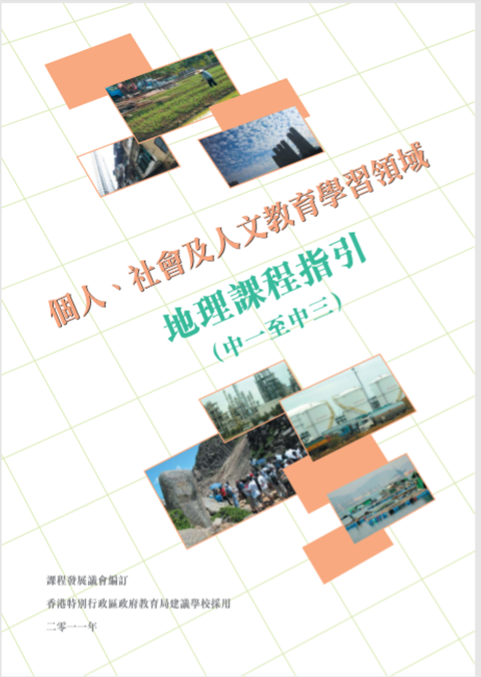 個人、社會及人文教育學習領域
地理課程指引
(中一至中三)
課程發展議會編訂
香港特別行政區政府教育局建議學校採用
二零一一年